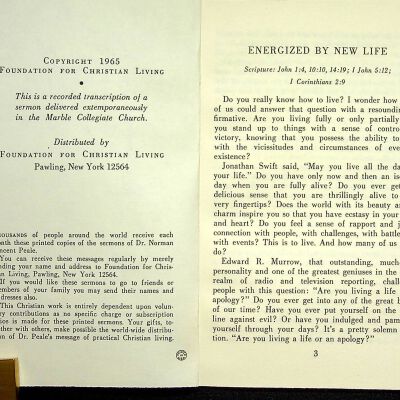 COPYRIGHT 1965
FOUNDATION FOR CHRISTIAN LIVING
•
This is a recorded transcription of a
sermon delivered extemporaneously
in the Marble Collegiate Church.
Distributed by
FOUNDATION FOR CHRISTIAN LIVING
Pawling, New York 12564
HOUSANDS of people around the world receive each
onth these printed copies of the sermons of Dr. Norman
incent Peale.
You can receive these messages regularly by merely
nding your name and address to Foundation for Chris-
an Living, Pawling, New York 12564.
If you would like these sermons to go to friends or
embers of your family you may send their names and
dresses also.
This Christian work is entirely dependent upon volun-
ry contributions as no specific charge or subscription
tios is made for these printed sermons. Your gifts, to-
ther with others, make possible the world-wide distribu-
on of Dr. Peale's message of practical Christian living.
ENERGIZED BY NEW LIFE
Scripture: John 1:4, 10:10, 14:19; I John 5:12;
I Corinthians 2:9
Do you really know how to live? I wonder how
of us could answer that question with a resoundi
firmative. Are you living fully or only partially
you stand up to things with a sense of contro
victory, knowing that you possess the ability to
with the vicissitudes and circumstances of ever
existence?
Jonathan Swift said, "May you live all the da
your life." Do you have only now and then an is
day when you are fully alive? Do you ever get
delicious sense that you are thrillingly alive to
very fingertips? Does the world with its beauty a
charm inspire you so that you have ecstasy in your
and heart? Do you feel a sense of rapport and j
connection with people, with challenges, with battle
with events? This is to live. And how many of us
do?
Edward R. Murrow, that outstanding, much
personality and one of the greatest geniuses in the
realm of radio and television reporting, challe
people with this question: "Are you living a life
apology?" Do you ever get into any of the great b
of our time? Have you ever put yourself on the
line against evil? Or have you indulged and pam
yourself through your days? It's a pretty solemn
tion. "Are you living a life or an apology?"
3